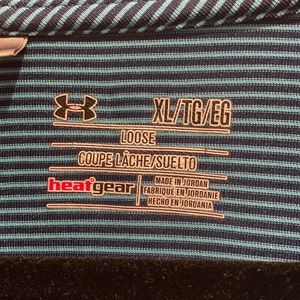 XL/TG/EG
LOOSE
COUPE LÂCHE/SUELTO
heatgear
MADE IN JORDAN
FABRIQUÉ EN JORDANIE
HECHO EN JORDANIA